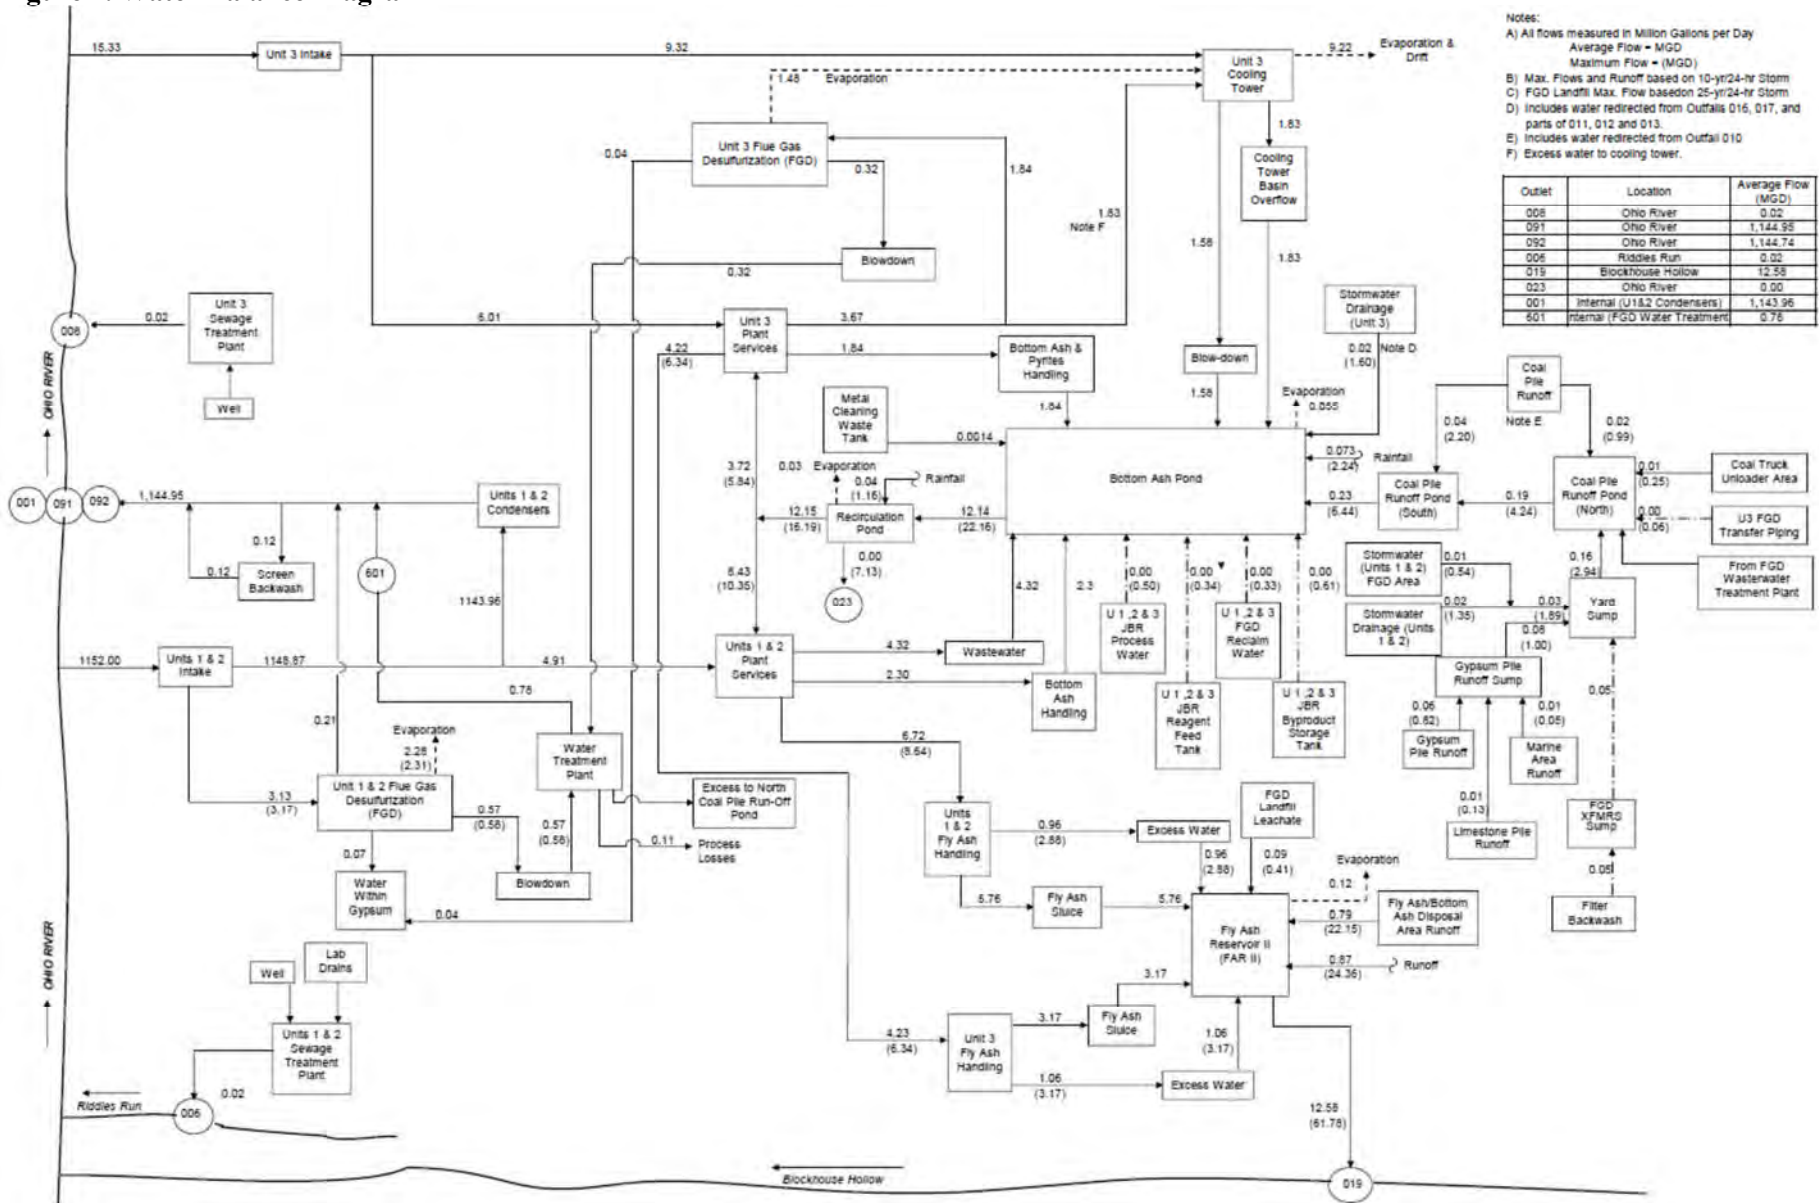 15.33
Unit 3 Intake
9.32
Unit 3
Cooling
Tower
9.22
Evaporation &
Drift
1.48
Evaporation
Notes:
A) All flows measured in Million Gallons per Day
Average Flow = MGD
Maximum Flow = (MGD)
B) Max. Flows and Runoff based on 10-yr/24-hr Storm
C) FGD Landfill Max. Flow basedon 25-yr/24-hr Storm
D) Includes water redirected from Outfalls 016, 017, and
parts of 011, 012 and 013.
E) Includes water redirected from Outfall 010
F) Excess water to cooling tower.
Outlet Location Average Flow
(MGD)
008 Ohio River 0.02
091 Ohio River 1,144.95
092 Ohio River 1,144.74
006 Riddles Run 0.02
019 Blockhouse Hollow 12.58
023 Ohio River 0.00
001 Internal (U1&2 Condensers) 1,143.96
601 nternal (FGD Water Treatment 0.76
0.04
Unit 3 Flue Gas
Desulfurization (FGD)
0.32
1.84
1.83
Note F
1.83
Cooling
Tower
Basin
Overflow
1.58
1.83
Blowdown
0.32
Unit 3
Sewage
Treatment
Plant
0.02
008
Well
OHIO RIVER
6.01
Unit 3
Plant
Services
3.67
4.22
(6.34)
1.84
Bottom Ash &
Pyrites
Handling
1.84
Blow-down
1.58
Stormwater
Drainage
(Unit 3)
0.02
(1.60)
Note D
Evaporation
0.055
Metal
Cleaning
Waste
Tank
0.0014
Bottom Ash Pond
0.073
(2.24)
Rainfall
Coal
Pile
Runoff
0.04
(2.20)
Note E
0.02
(0.99)
Coal Pile
Runoff Pond
(South)
0.23
(6.44)
0.19
(4.24)
Coal Pile
Runoff Pond
(North)
0.01
(0.25)
Coal Truck
Unloader Area
0.00
(0.06)
U3 FGD
Transfer Piping
From FGD
Wasterwater
Treatment Plant
001
091
092
1,144.95
Units 1 & 2
Condensers
0.12
0.12
Screen
Backwash
601
1143.96
3.72
(5.84)
0.03
Evaporation
0.04
(1.16)
Rainfall
12.15
(16.19)
Recirculation
Pond
12.14
(22.16)
0.00
(7.13)
023
8.43
(10.35)
4.32
2.3
0.00
(0.50)
0.00
(0.34)
0.00
(0.33)
0.00
(0.61)
U 1 ,2 & 3
JBR
Process
Water
U 1 ,2 & 3
FGD
Reclaim
Water
U 1 ,2 & 3
JBR
Reagent
Feed
Tank
U 1 ,2 & 3
JBR
Byproduct
Storage
Tank
Stormwater
(Units 1 & 2)
FGD Area
0.01
(0.54)
0.16
(2.94)
Yard
Sump
Stormwater
Drainage (Units
1 & 2)
0.02
(1.35)
0.03
(1.89)
0.08
(1.00)
Gypsum Pile
Runoff Sump
0.06
(0.82)
Gypsum
Pile Runoff
0.01
(0.05)
Marine
Area
Runoff
0.01
(0.13)
Limestone Pile
Runoff
0.05
FGD
XFMRS
Sump
0.05
Filter
Backwash
1152.00
Units 1 & 2
Intake
1148.87
4.91
Units 1 & 2
Plant
Services
4.32
Wastewater
2.30
Bottom
Ash
Handling
0.21
0.76
Evaporation
2.28
(2.31)
3.13
(3.17)
Unit 1 & 2 Flue Gas
Desulfurization
(FGD)
0.57
(0.58)
0.57
(0.58)
Blowdown
Water
Treatment
Plant
Excess to North
Coal Pile Run-Off
Pond
0.11
Process
Losses
0.07
Water
Within
Gypsum
0.04
6.72
(8.64)
Units
1 & 2
Fly Ash
Handling
0.96
(2.88)
Excess Water
0.96
(2.88)
FGD
Landfill
Leachate
0.09
(0.41)
Evaporation
0.12
5.76
Fly Ash
Sluice
5.76
Fly Ash
Reservoir II
(FAR II)
0.79
(22.15)
Fly Ash/Bottom
Ash Disposal
Area Runoff
0.87
(24.36)
Runoff
OHIO RIVER
Well
Lab
Drains
Units 1 & 2
Sewage
Treatment
Plant
0.02
006
Riddles Run
4.23
(6.34)
Unit 3
Fly Ash
Handling
3.17
Fly Ash
Sluice
3.17
1.06
(3.17)
Excess Water
1.06
(3.17)
12.58
(61.78)
Blockhouse Hollow
019